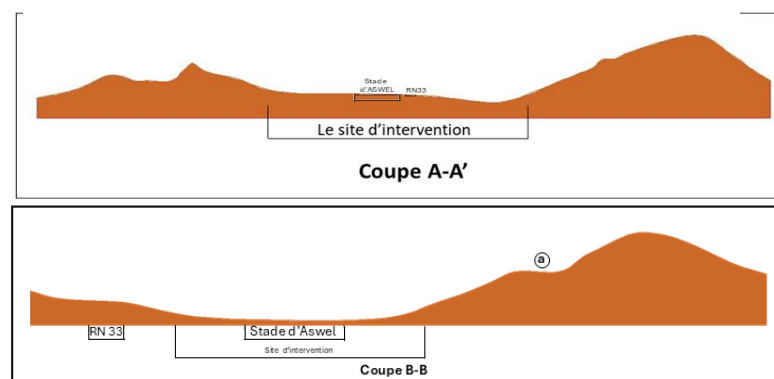 Stade
d'ASWEL
RN33
Le site d'intervention
Coupe A-A'
a
RN 33
Stade d'Aswel
Site d'intervention
Coupe B-B